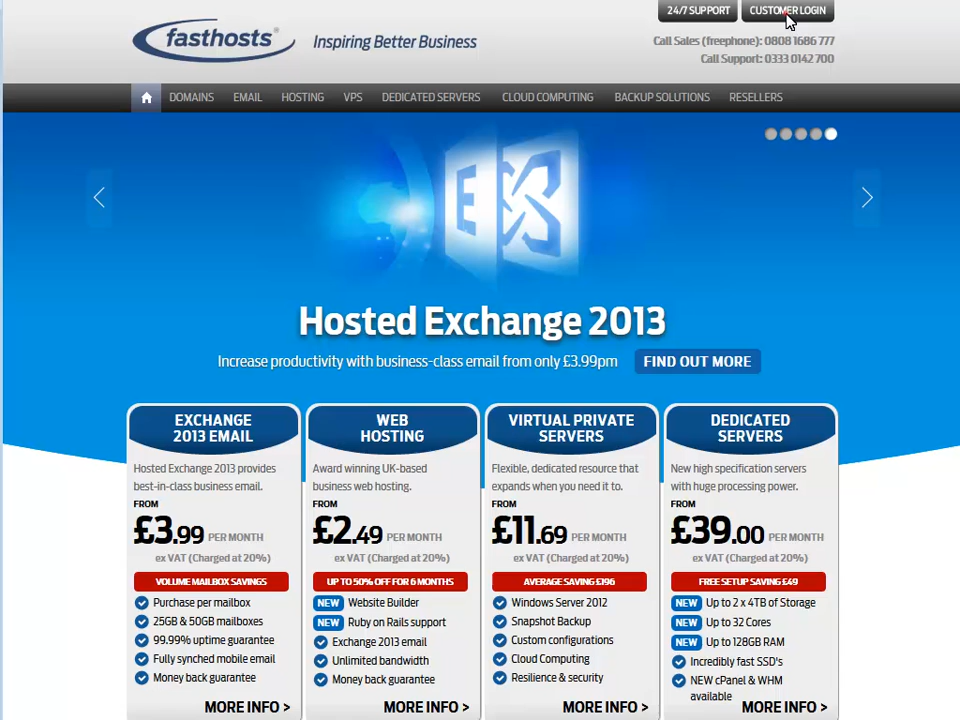 24/7 SUPPORT
CUSTOMER LOGIN
fasthosts®
Inspiring Better Business
Call Sales (freephone): 0808 1686 777
Call Support: 0333 0142 700
DOMAINS
EMAIL
HOSTING
VPS
DEDICATED SERVERS
CLOUD COMPUTING
BACKUP SOLUTIONS
RESELLERS
E
Hosted Exchange 2013
Increase productivity with business-class email from only £3.99pm
FIND OUT MORE
EXCHANGE
2013 EMAIL
Hosted Exchange 2013 provides
best-in-class business email.
FROM
£3.99 PER MONTH
ex VAT (Charged at 20%)
VOLUME MAILBOX SAVINGS
Purchase per mailbox
25GB & 50GB mailboxes
99.99% uptime guarantee
Fully synched mobile email
Money back guarantee
MORE INFO >
WEB
HOSTING
Award winning UK-based
business web hosting.
FROM
£2.49 PER MONTH
ex VAT (Charged at 20%)
UP TO 50% OFF FOR 6 MONTHS
NEW Website Builder
NEW Ruby on Rails support
Exchange 2013 email
Unlimited bandwidth
Money back guarantee
MORE INFO >
VIRTUAL PRIVATE
SERVERS
Flexible, dedicated resource that
expands when you need it to.
FROM
£11.69 PER MONTH
ex VAT (Charged at 20%)
AVERAGE SAVING £196
Windows Server 2012
Snapshot Backup
Custom configurations
Cloud Computing
Resilience & security
MORE INFO >
DEDICATED
SERVERS
New high specification servers
with huge processing power.
FROM
£39.00 PER MONTH
ex VAT (Charged at 20%)
FREE SETUP SAVING £49
NEW Up to 2 x 4TB of Storage
NEW Up to 32 Cores
NEW Up to 128GB RAM
Incredibly fast SSD's
NEW cPanel & WHM
available
MORE INFO >